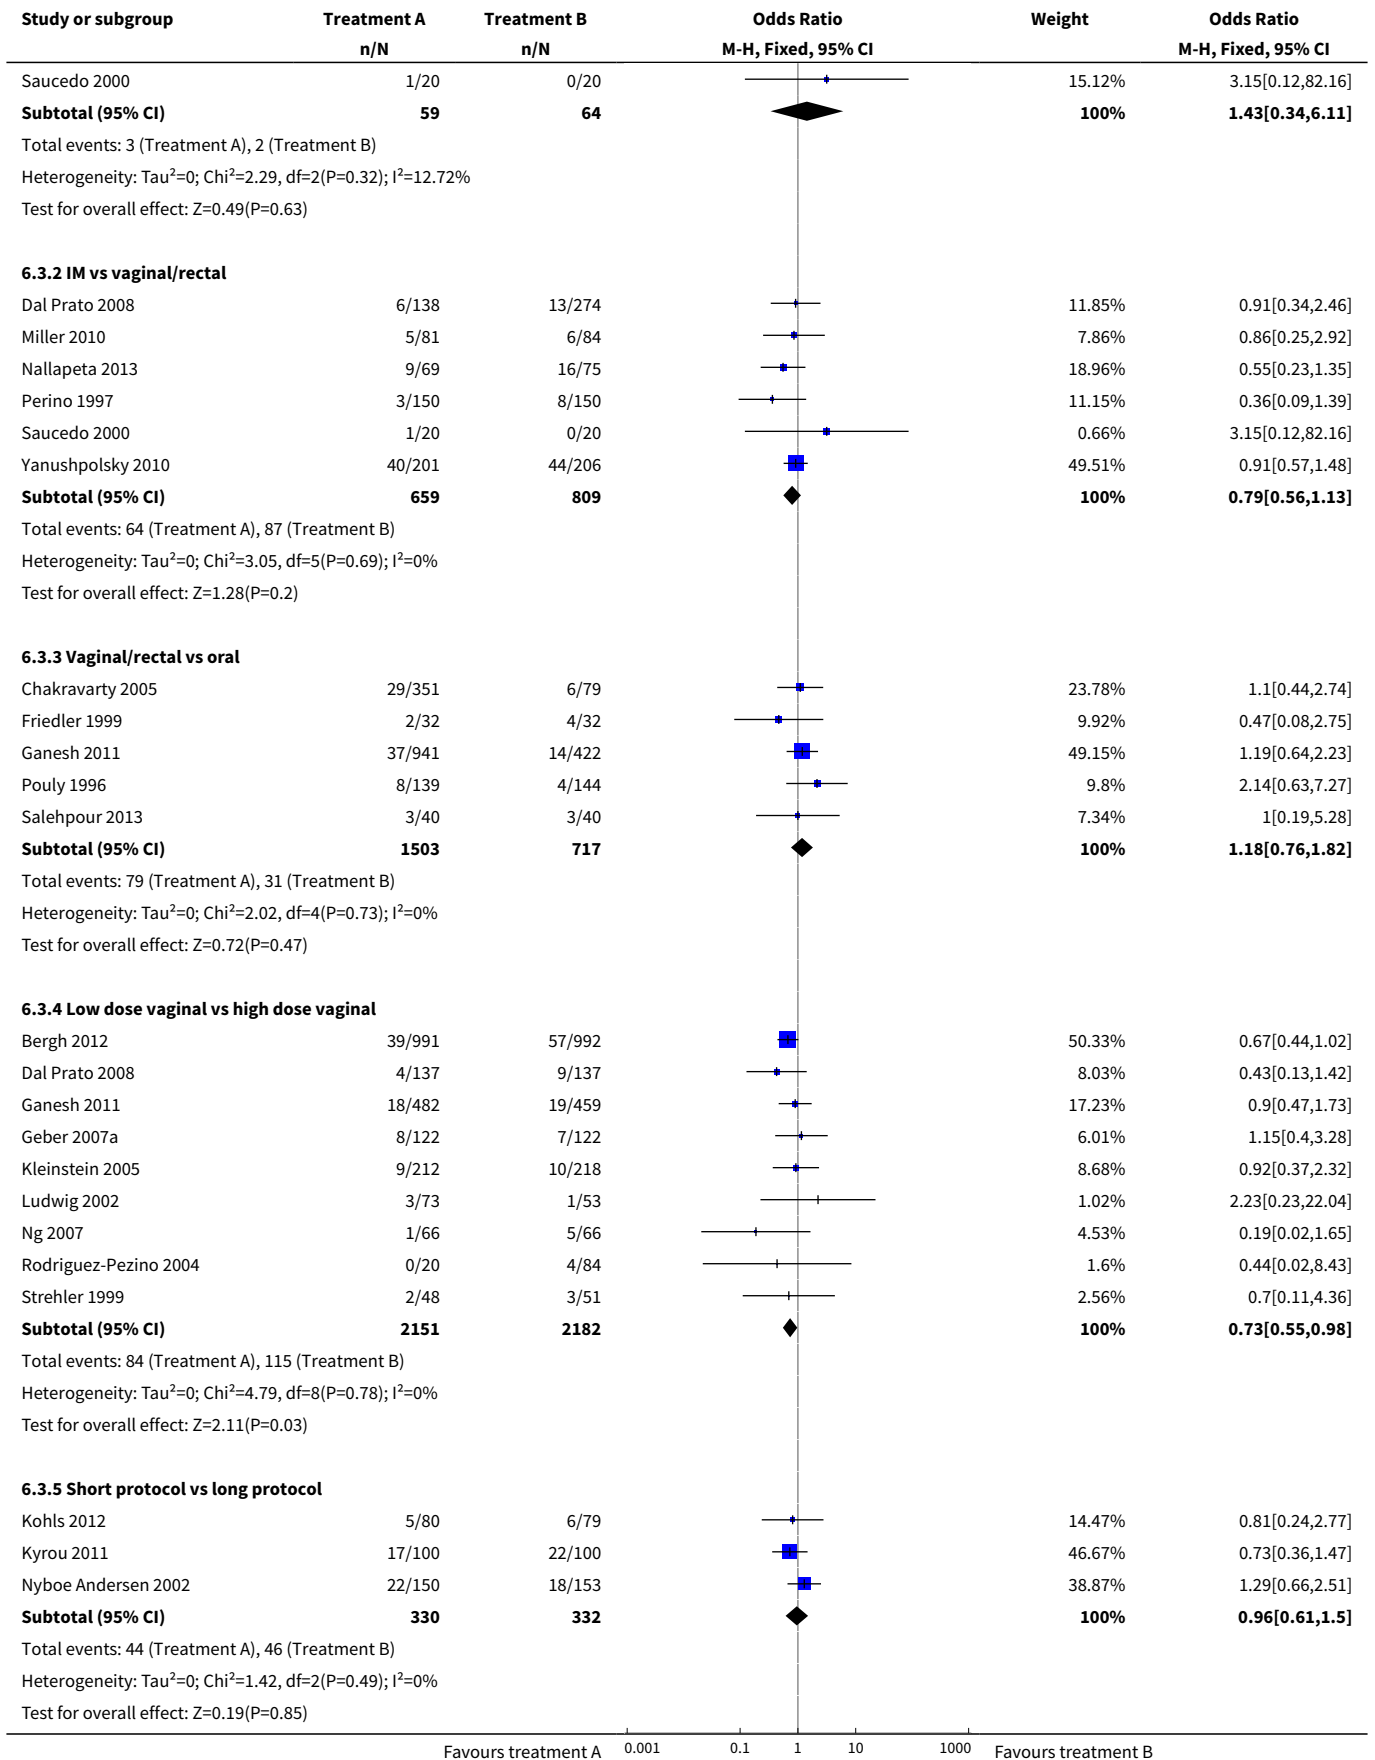 Study or subgroup Treatment A Treatment B Odds Ratio Weight Odds Ratio
n/N n/N M-H, Fixed, 95% CI M-H, Fixed, 95% CI
Saucedo 2000 1/20 0/20 15.12% 3.15[0.12,82.16]
Subtotal (95% CI) 59 64 100% 1.43[0.34,6.11]
Total events: 3 (Treatment A), 2 (Treatment B)
Heterogeneity: Tau²=0; Chi²=2.29, df=2(P=0.32); I²=12.72%
Test for overall effect: Z=0.49(P=0.63)
6.3.2 IM vs vaginal/rectal
Dal Prato 2008 6/138 13/274 11.85% 0.91[0.34,2.46]
Miller 2010 5/81 6/84 7.86% 0.86[0.25,2.92]
Nallapeta 2013 9/69 16/75 18.96% 0.55[0.23,1.35]
Perino 1997 3/150 8/150 11.15% 0.36[0.09,1.39]
Saucedo 2000 1/20 0/20 0.66% 3.15[0.12,82.16]
Yanushpolsky 2010 40/201 44/206 49.51% 0.91[0.57,1.48]
Subtotal (95% CI) 659 809 100% 0.79[0.56,1.13]
Total events: 64 (Treatment A), 87 (Treatment B)
Heterogeneity: Tau²=0; Chi²=3.05, df=5(P=0.69); I²=0%
Test for overall effect: Z=1.28(P=0.2)
6.3.3 Vaginal/rectal vs oral
Chakravarty 2005 29/351 6/79 23.78% 1.1[0.44,2.74]
Friedler 1999 2/32 4/32 9.92% 0.47[0.08,2.75]
Ganesh 2011 37/941 14/422 49.15% 1.19[0.64,2.23]
Pouly 1996 8/139 4/144 9.8% 2.14[0.63,7.27]
Salehpour 2013 3/40 3/40 7.34% 1[0.19,5.28]
Subtotal (95% CI) 1503 717 100% 1.18[0.76,1.82]
Total events: 79 (Treatment A), 31 (Treatment B)
Heterogeneity: Tau²=0; Chi²=2.02, df=4(P=0.73); I²=0%
Test for overall effect: Z=0.72(P=0.47)
6.3.4 Low dose vaginal vs high dose vaginal
Bergh 2012 39/991 57/992 50.33% 0.67[0.44,1.02]
Dal Prato 2008 4/137 9/137 8.03% 0.43[0.13,1.42]
Ganesh 2011 18/482 19/459 17.23% 0.9[0.47,1.73]
Geber 2007a 8/122 7/122 6.01% 1.15[0.4,3.28]
Kleinstein 2005 9/212 10/218 8.68% 0.92[0.37,2.32]
Ludwig 2002 3/73 1/53 1.02% 2.23[0.23,22.04]
Ng 2007 1/66 5/66 4.53% 0.19[0.02,1.65]
Rodriguez-Pezino 2004 0/20 4/84 1.6% 0.44[0.02,8.43]
Strehler 1999 2/48 3/51 2.56% 0.7[0.11,4.36]
Subtotal (95% CI) 2151 2182 100% 0.73[0.55,0.98]
Total events: 84 (Treatment A), 115 (Treatment B)
Heterogeneity: Tau²=0; Chi²=4.79, df=8(P=0.78); I²=0%
Test for overall effect: Z=2.11(P=0.03)
6.3.5 Short protocol vs long protocol
Kohls 2012 5/80 6/79 14.47% 0.81[0.24,2.77]
Kyrou 2011 17/100 22/100 46.67% 0.73[0.36,1.47]
Nyboe Andersen 2002 22/150 18/153 38.87% 1.29[0.66,2.51]
Subtotal (95% CI) 330 332 100% 0.96[0.61,1.5]
Total events: 44 (Treatment A), 46 (Treatment B)
Heterogeneity: Tau²=0; Chi²=1.42, df=2(P=0.49); I²=0%
Test for overall effect: Z=0.19(P=0.85)
Favours treatment A 0.001 0.1 1 10 1000 Favours treatment B